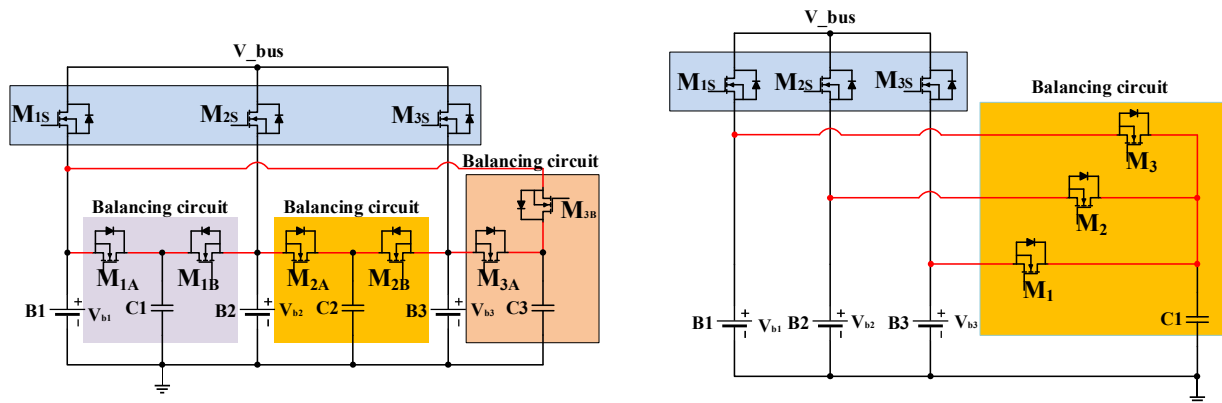 V_bus
M1S
M2S
M3S
Balancing circuit
M3B
Balancing circuit
Balancing circuit
M1A
M1B
M2A
M2B
M3A
B1
Vb1
C1
B2
Vb2
C2
B3
Vb3
C3
V_bus
M1S
M2S
M3S
Balancing circuit
M3
M2
M1
B1
Vb1
B2
Vb2
B3
Vb3
C1